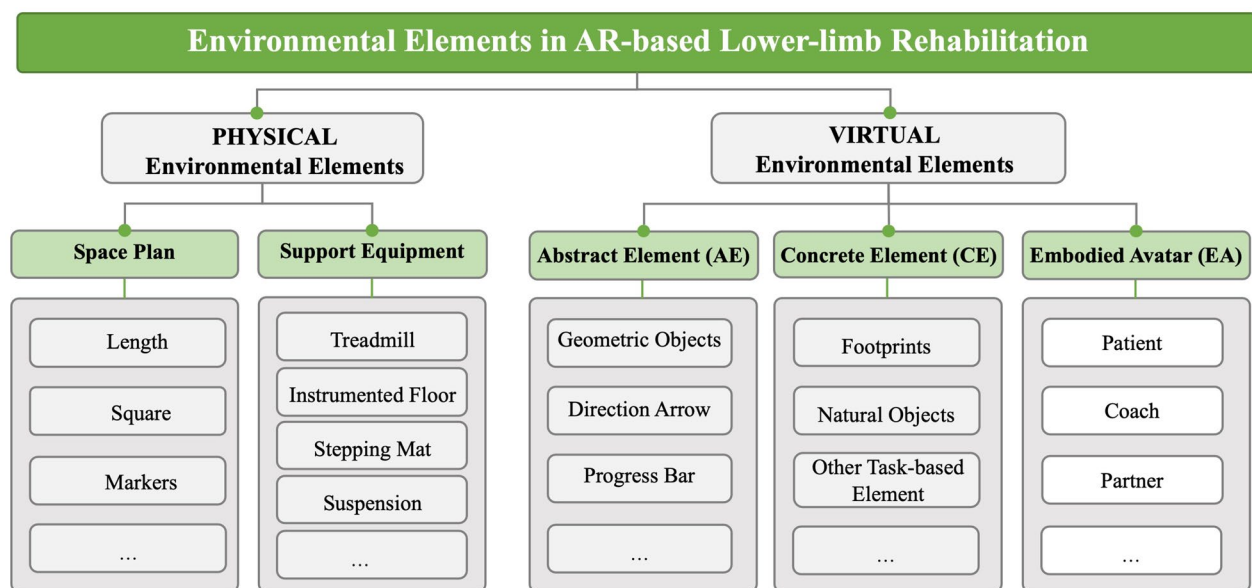 Environmental Elements in AR-based Lower-limb Rehabilitation
PHYSICAL
Environmental Elements
VIRTUAL
Environmental Elements
Space Plan
Length
Square
Markers
...
Support Equipment
Treadmill
Instrumented Floor
Stepping Mat
Suspension
...
Abstract Element (AE)
Geometric Objects
Direction Arrow
Progress Bar
...
Concrete Element (CE)
Footprints
Natural Objects
Other Task-based
Element
...
Embodied Avatar (EA)
Patient
Coach
Partner
...